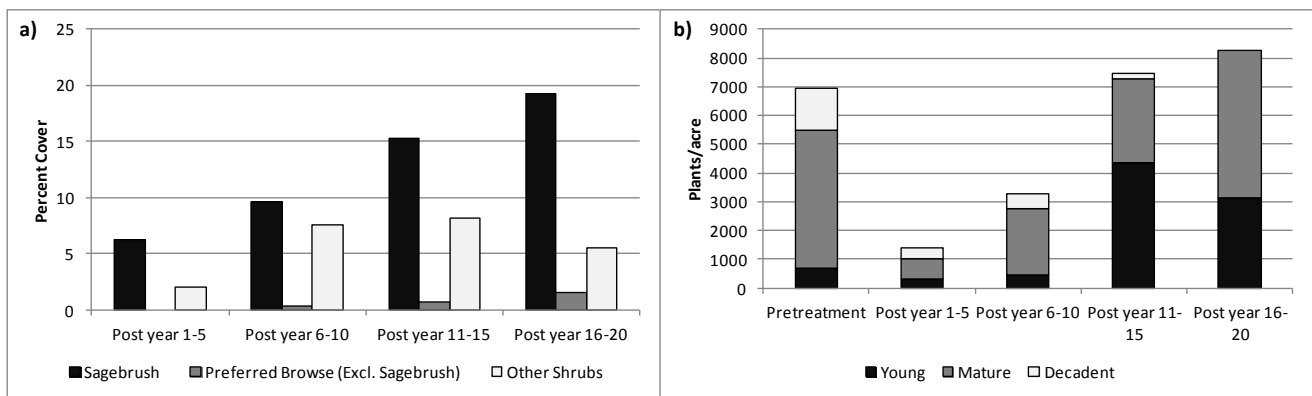 a)
25
20
15
10
5
0
Percent Cover
Post year 1-5
Post year 6-10
Post year 11-15
Post year 16-20
Sagebrush
Preferred Browse (Excl. Sagebrush)
Other Shrubs
b)
9000
8000
7000
6000
5000
4000
3000
2000
1000
0
Plants/acre
Pretreatment
Post year 1-5
Post year 6-10
Post year 11-
15
Post year 16-
20
Young
Mature
Decadent